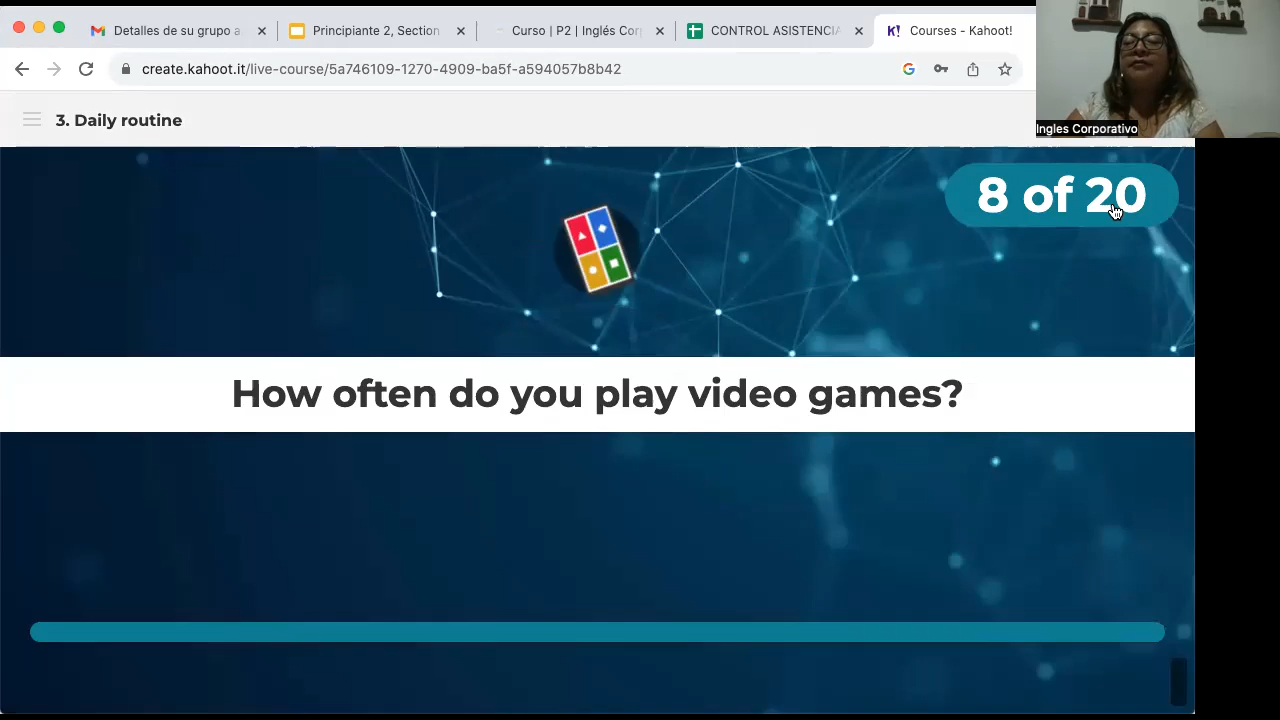 Detalles de su grupo a
Principiante 2, Section
Curso | P2 | Inglés Cor
CONTROL ASISTENCIA
K! Courses - Kahoot!
create.kahoot.it/live-course/5a746109-1270-4909-ba5f-a594057b8b42
3. Daily routine
Ingles Corporativo
8 of 20
How often do you play video games?